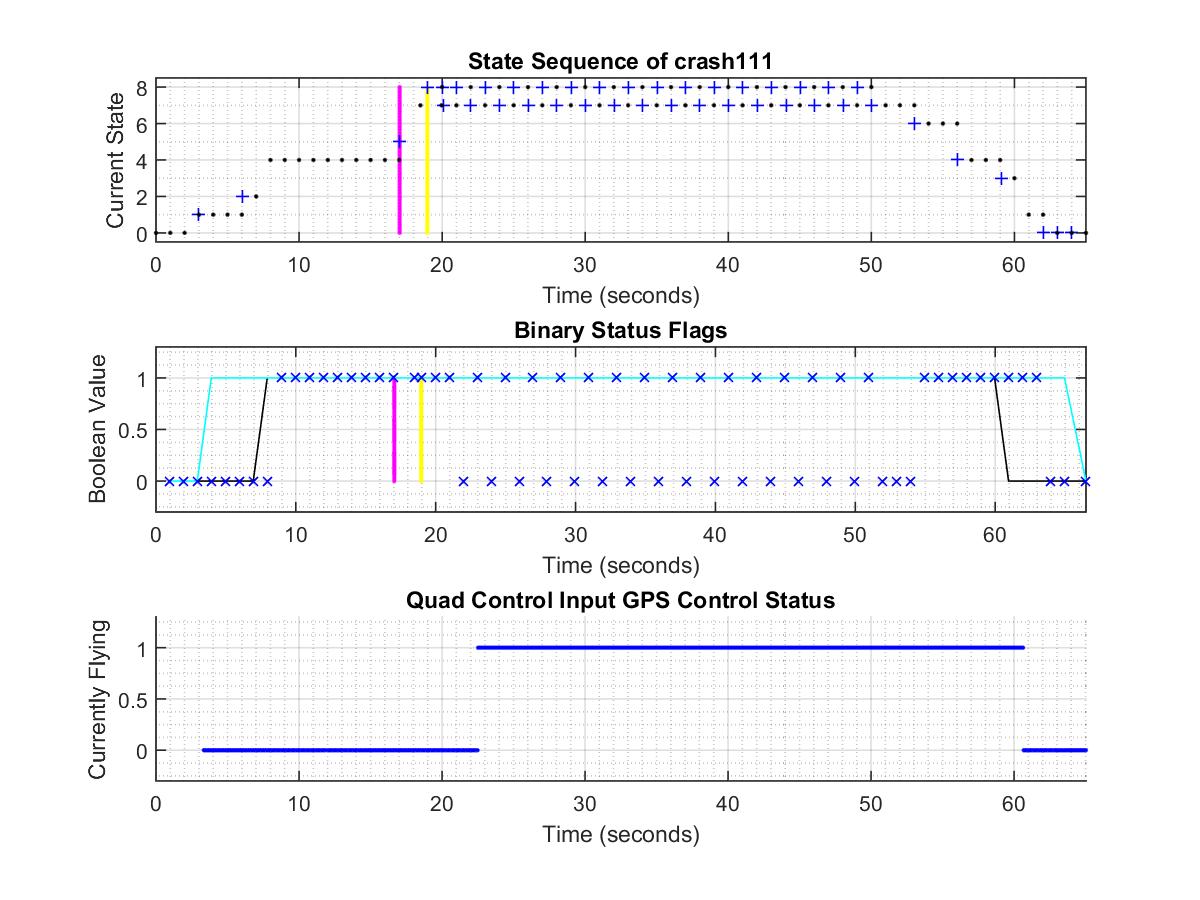 State Sequence of crash111
Current State
8
6
4
2
0
0 10 20 30 40 50 60
Time (seconds)
Binary Status Flags
Boolean Value
1
0.5
0
0 10 20 30 40 50 60
Time (seconds)
Quad Control Input GPS Control Status
Currently Flying
1
0.5
0
0 10 20 30 40 50 60
Time (seconds)